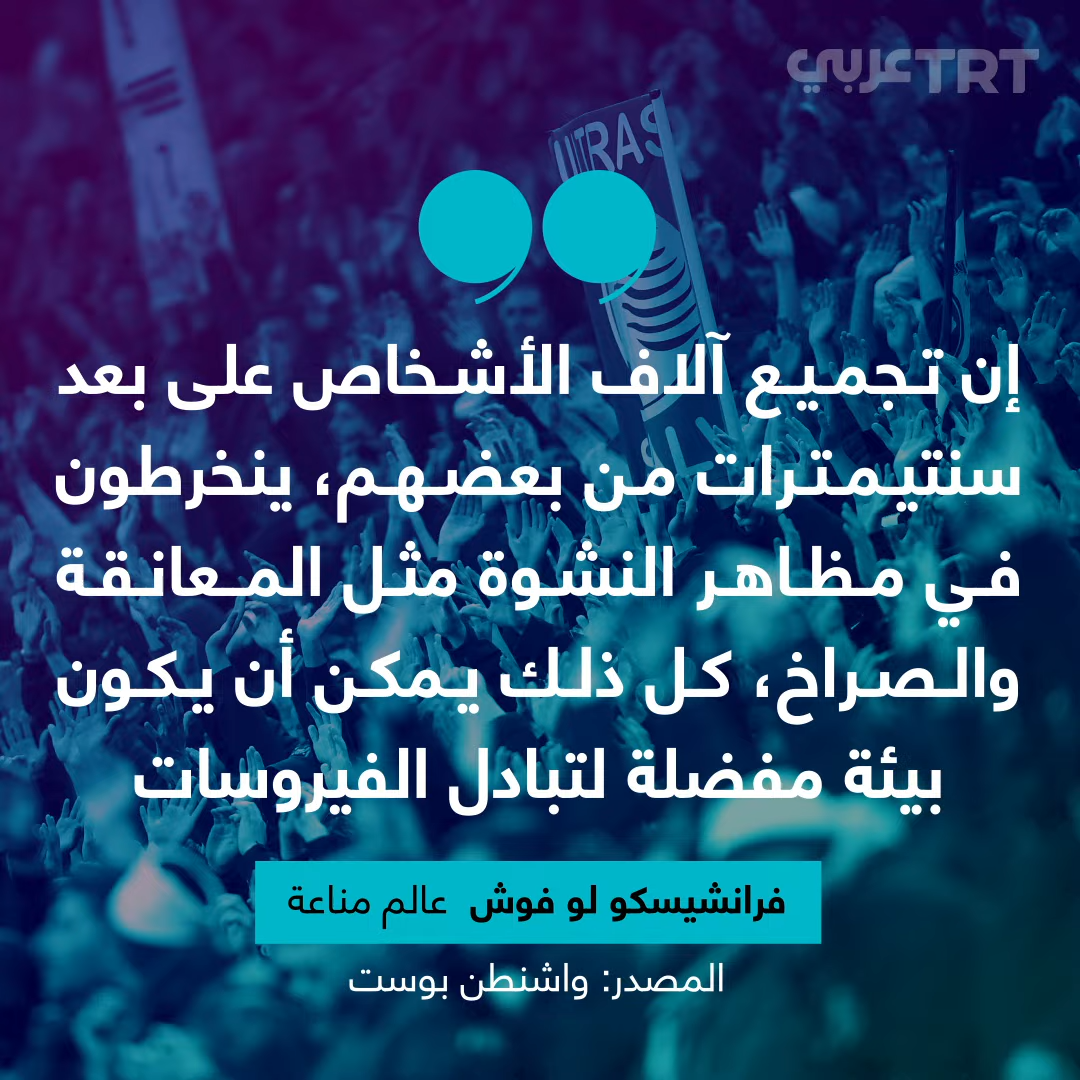 TRT عربي
ULTRAS
إن تجميع آلاف الأشخاص على بعد
سنتيمترات من بعضهم، ينخرطون
في مظاهر النشوة مثل المعانقة
والصراخ، كل ذلك يمكن أن يكون
بيئة مفضلة لتبادل الفيروسات
فرانشيسكو لو فوش عالم مناعة
المصدر: واشنطن بوست